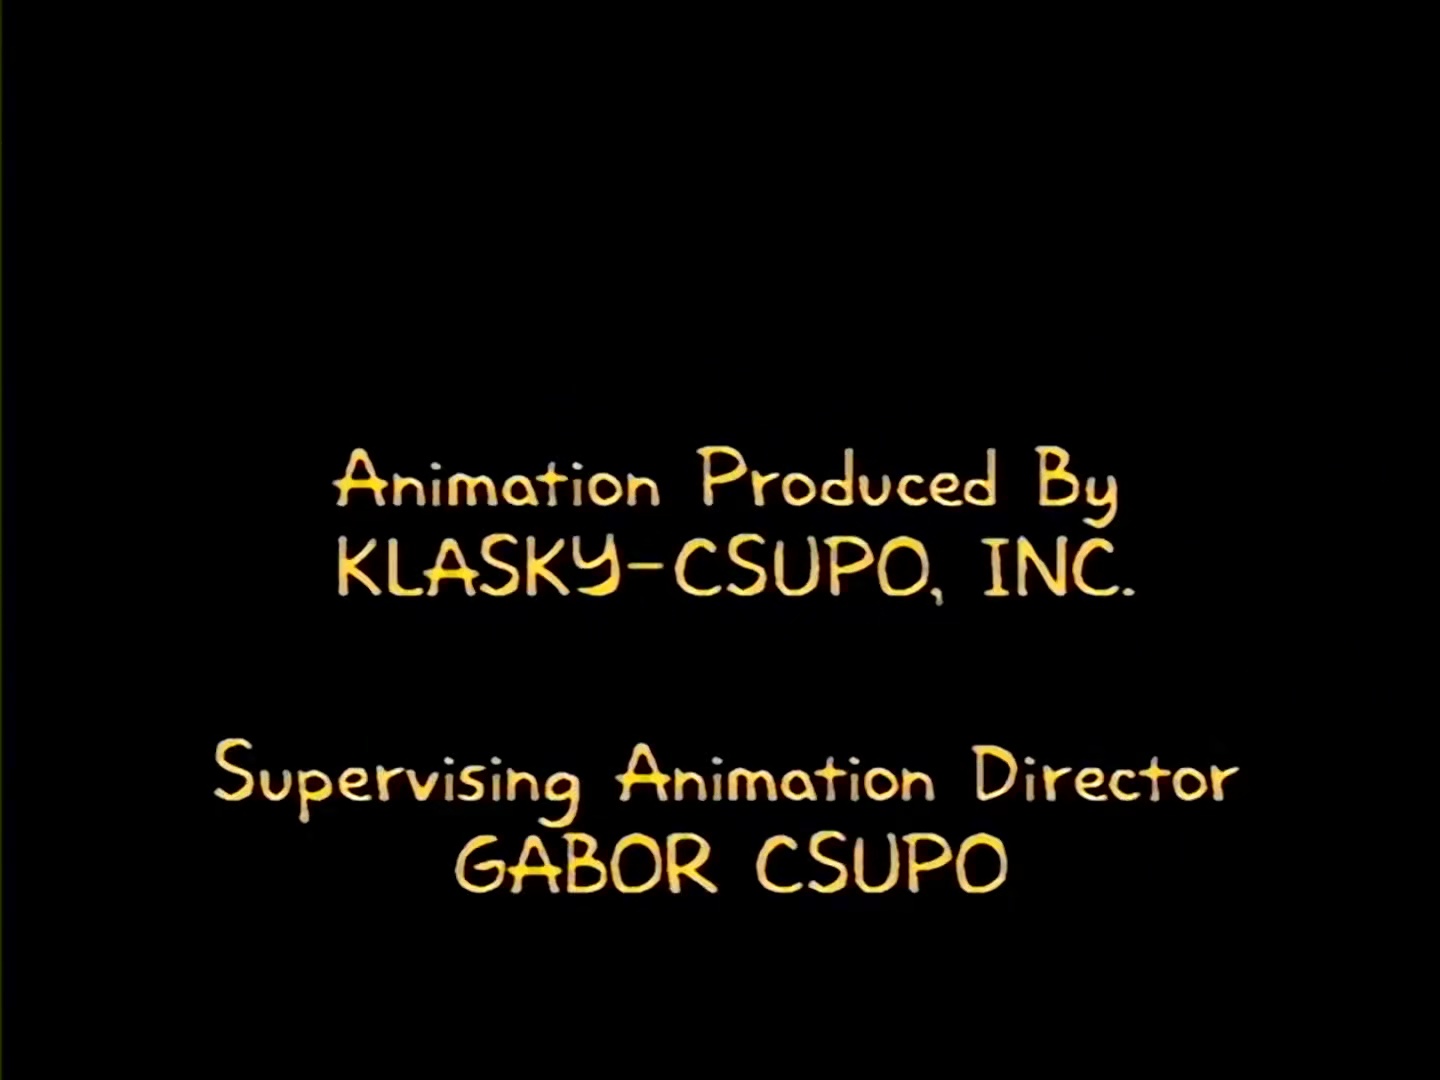 Animation Produced By
KLASKY-CSUPO, INC.
Supervising Animation Director
GABOR CSUPO